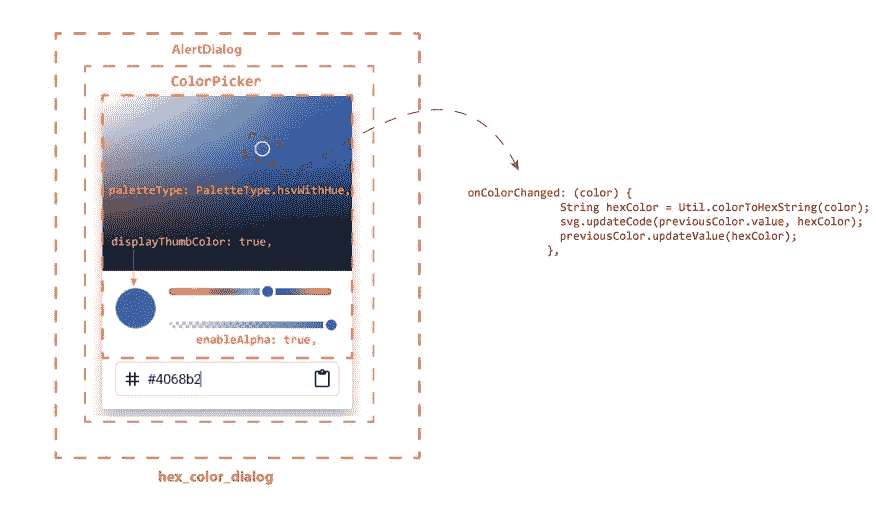 AlertDialog
ColorPicker
paletteType: PaletteType.hsvWithHue,
displayThumbColor: true,
enableAlpha: true,
# #4068b2
hex_color_dialog
onColorChanged: (color) {
String hexColor = Util.colorToHexString(color);
svg.updateCode(previousColor.value, hexColor);
previousColor.updateValue(hexColor);
},